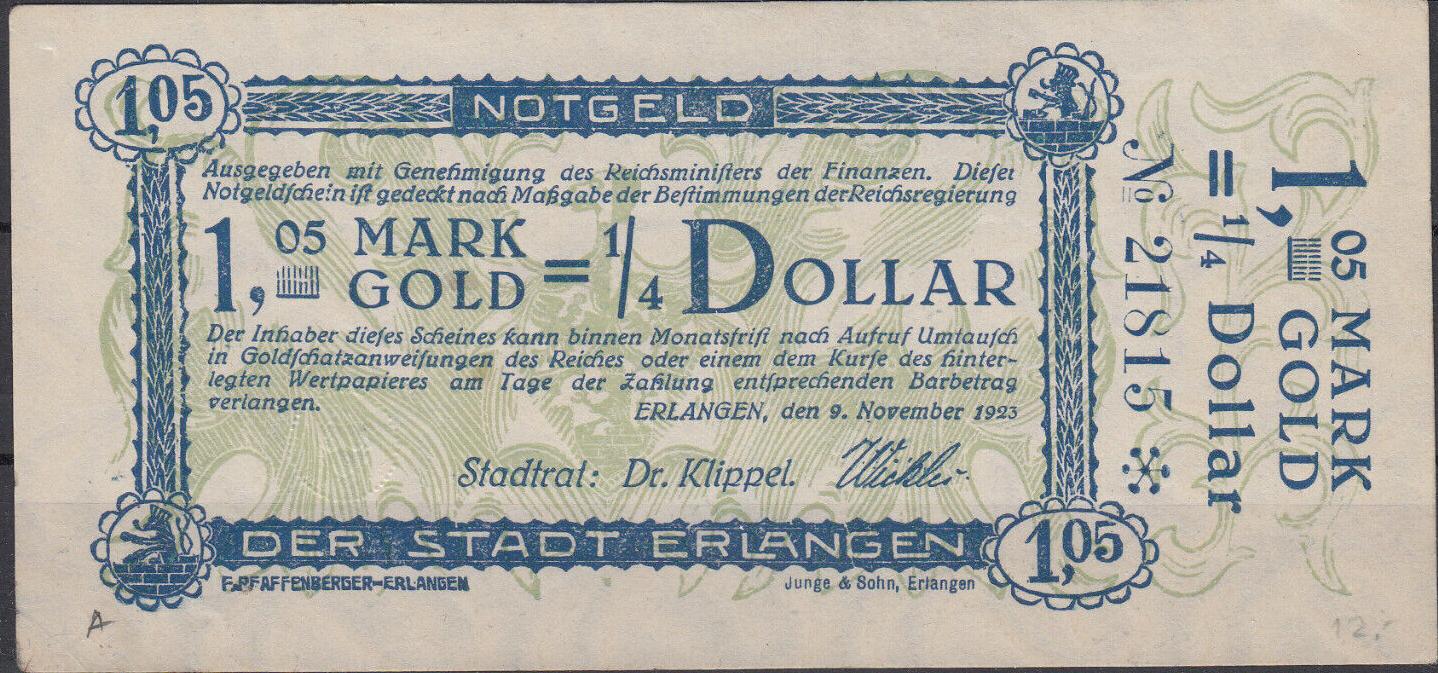 1,05
NOTGELD
Ausgegeben mit Genehmigung des Reichsministers der Finanzen. Dieser
Notgeldschein ist gedeckt nach Maßgabe der Bestimmungen der Reichsregierung
1,05 MARK GOLD = 1/4 DOLLAR
Der Inhaber dieses Scheines kann binnen Monatsfrist nach Aufruf Umtausch
in Goldschatzanweisungen des Reiches oder einem dem Kurse des hinter-
legten Wertpapieres am Tage der Zahlung entsprechenden Barbetrag
verlangen.
ERLANGEN, den 9. November 1923
Stadtrat: Dr. Klippel.
DER STADT ERLANGEN
1,05
F.PFAFFENBERGER-ERLANGEN
Junge & Sohn, Erlangen
A
12.-
1,05 MARK GOLD
= 1/4 Dollar
№ 21815 *